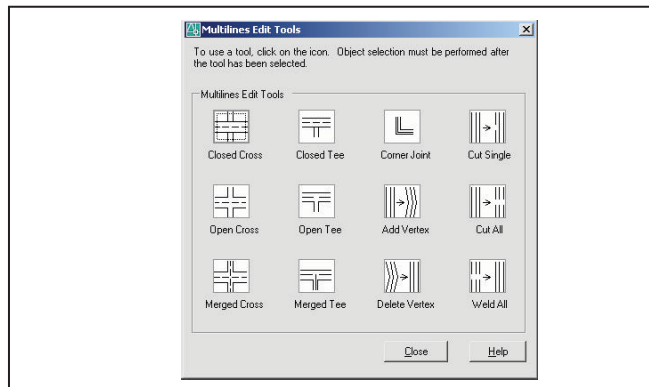 Multilines Edit Tools
To use a tool, click on the icon. Object selection must be performed after
the tool has been selected.
Multilines Edit Tools
Closed Cross
Closed Tee
Corner Joint
Cut Single
Open Cross
Open Tee
Add Vertex
Cut All
Merged Cross
Merged Tee
Delete Vertex
Weld All
Close
Help